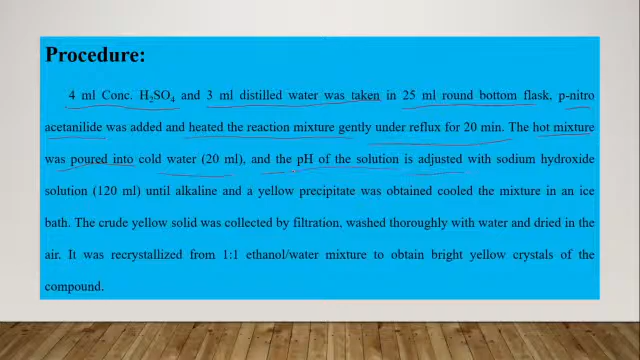 Procedure:
4 ml Conc. H₂SO₄ and 3 ml distilled water was taken in 25 ml round bottom flask, p-nitro
acetanilide was added and heated the reaction mixture gently under reflux for 20 min. The hot mixture
was poured into cold water (20 ml), and the pH of the solution is adjusted with sodium hydroxide
solution (120 ml) until alkaline and a yellow precipitate was obtained cooled the mixture in an ice
bath. The crude yellow solid was collected by filtration, washed thoroughly with water and dried in the
air. It was recrystallized from 1:1 ethanol/water mixture to obtain bright yellow crystals of the
compound.